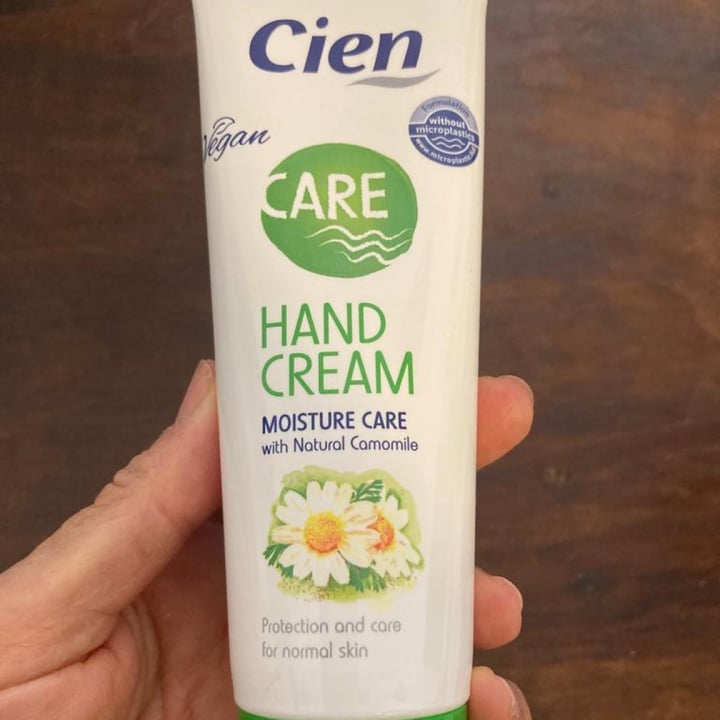 Cien
Vegan
Formulation
without
microplastics
CARE
HAND
CREAM
MOISTURE CARE
with Natural Camomile
Protection and care
for normal skin